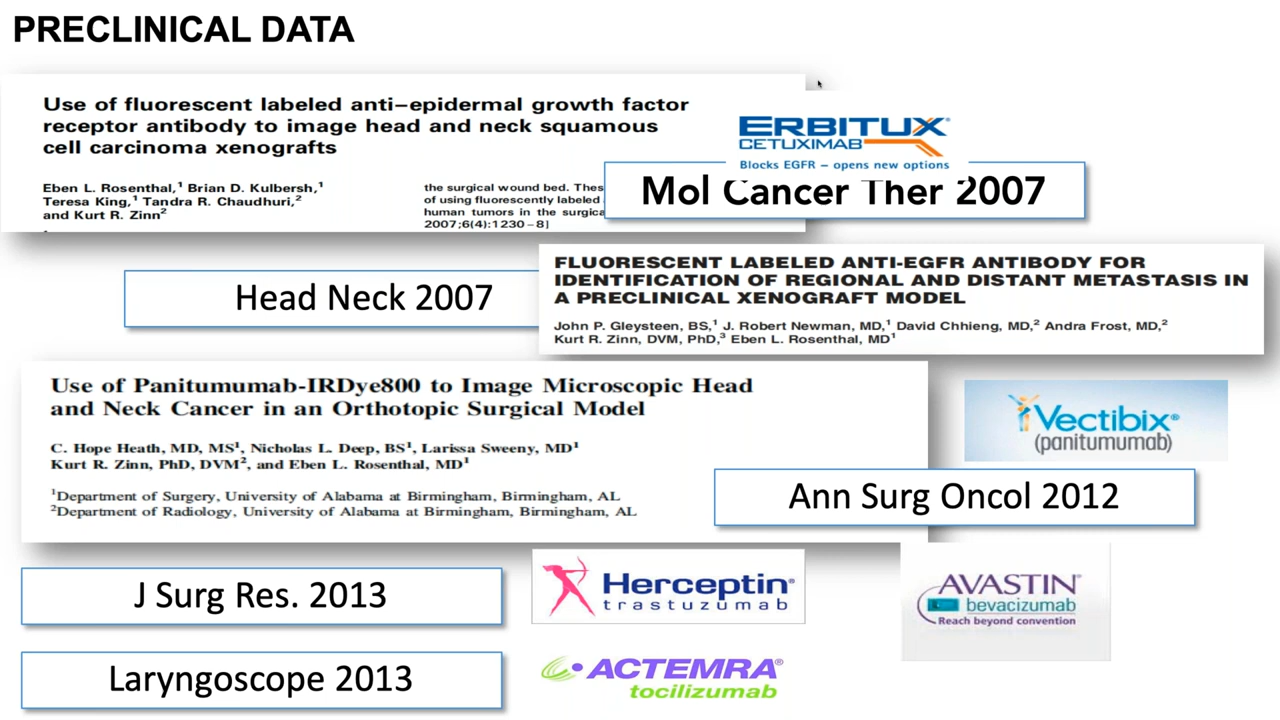 PRECLINICAL DATA
Use of fluorescent labeled anti–epidermal growth factor
receptor antibody to image head and neck squamous
cell carcinoma xenografts
Eben L. Rosenthal,¹ Brian D. Kulbersh,¹
Teresa King,¹ Tandra R. Chaudhuri,²
and Kurt R. Zinn²
the surgical wound bed. Thes
of using fluorescently labeled
human tumors in the surgica
2007;6(4):1230–8]
ERBITUX®
CETUXIMAB
Blocks EGFR – opens new options
Mol Cancer Ther 2007
Head Neck 2007
FLUORESCENT LABELED ANTI-EGFR ANTIBODY FOR
IDENTIFICATION OF REGIONAL AND DISTANT METASTASIS IN
A PRECLINICAL XENOGRAFT MODEL
John P. Gleysteen, BS,¹ J. Robert Newman, MD,¹ David Chhieng, MD,² Andra Frost, MD,²
Kurt R. Zinn, DVM, PhD,³ Eben L. Rosenthal, MD¹
Use of Panitumumab-IRDye800 to Image Microscopic Head
and Neck Cancer in an Orthotopic Surgical Model
C. Hope Heath, MD, MS¹, Nicholas L. Deep, BS¹, Larissa Sweeny, MD¹
Kurt R. Zinn, PhD, DVM², and Eben L. Rosenthal, MD¹
¹Department of Surgery, University of Alabama at Birmingham, Birmingham, AL
²Department of Radiology, University of Alabama at Birmingham, Birmingham, AL
Vectibix®
(panitumumab)
Ann Surg Oncol 2012
J Surg Res. 2013
Herceptin®
trastuzumab
AVASTIN®
bevacizumab
Reach beyond convention
Laryngoscope 2013
ACTEMRA®
tocilizumab